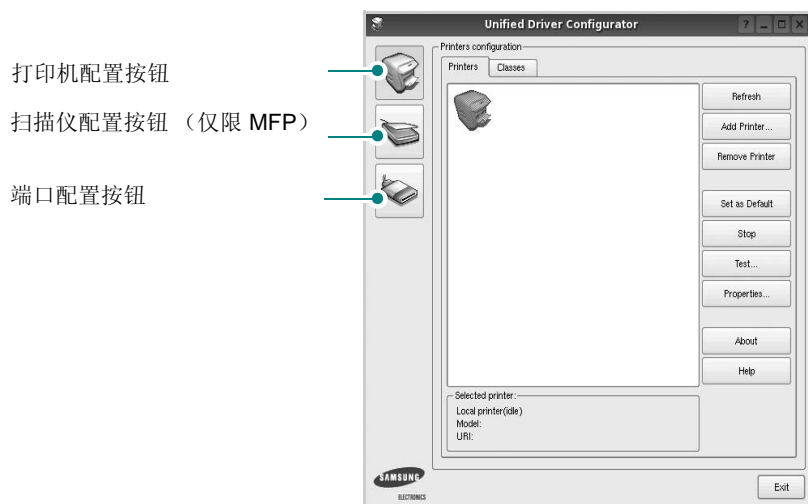 Unified Driver Configurator
打印机配置按钮
扫描仪配置按钮 （仅限 MFP）
端口配置按钮
Printers configuration
Printers
Classes
Refresh
Add Printer...
Remove Printer
Set as Default
Stop
Test...
Properties...
About
Help
Selected printer:
Local printer(idle)
Model:
URI:
SAMSUNG
ELECTRONICS
Exit